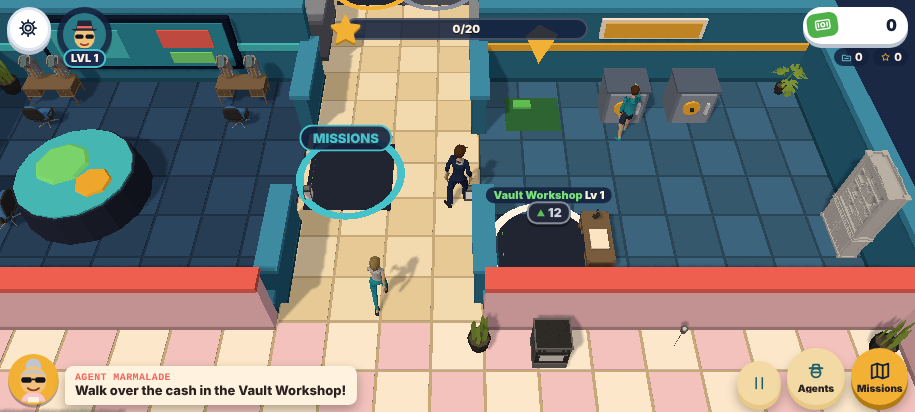 0/20
0
LVL 1
0 0
MISSIONS
Vault Workshop Lv 1
12
AGENT MARMALADE
Walk over the cash in the Vault Workshop!
Agents
Missions